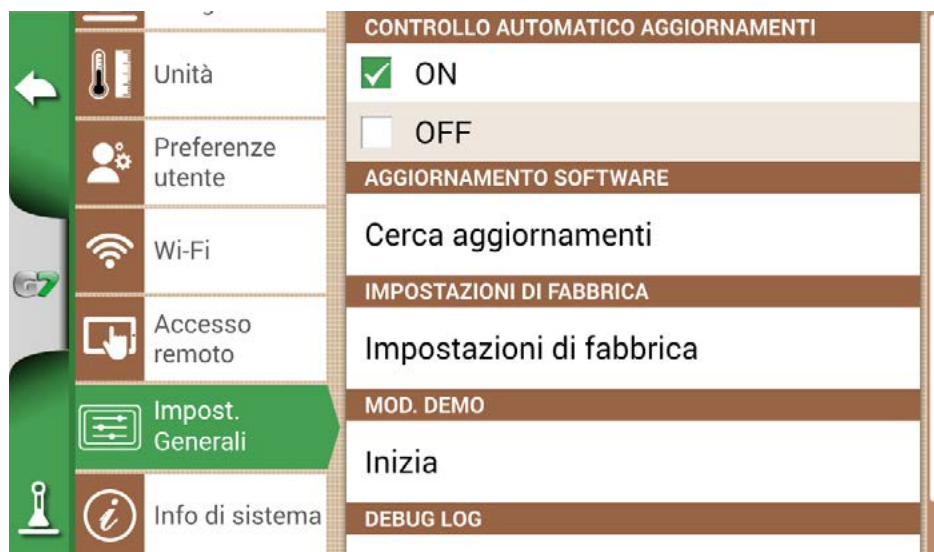 Unità
Preferenze
utente
Wi-Fi
G7
Accesso
remoto
Impost.
Generali
Info di sistema
CONTROLLO AUTOMATICO AGGIORNAMENTI
ON
OFF
AGGIORNAMENTO SOFTWARE
Cerca aggiornamenti
IMPOSTAZIONI DI FABBRICA
Impostazioni di fabbrica
MOD. DEMO
Inizia
DEBUG LOG